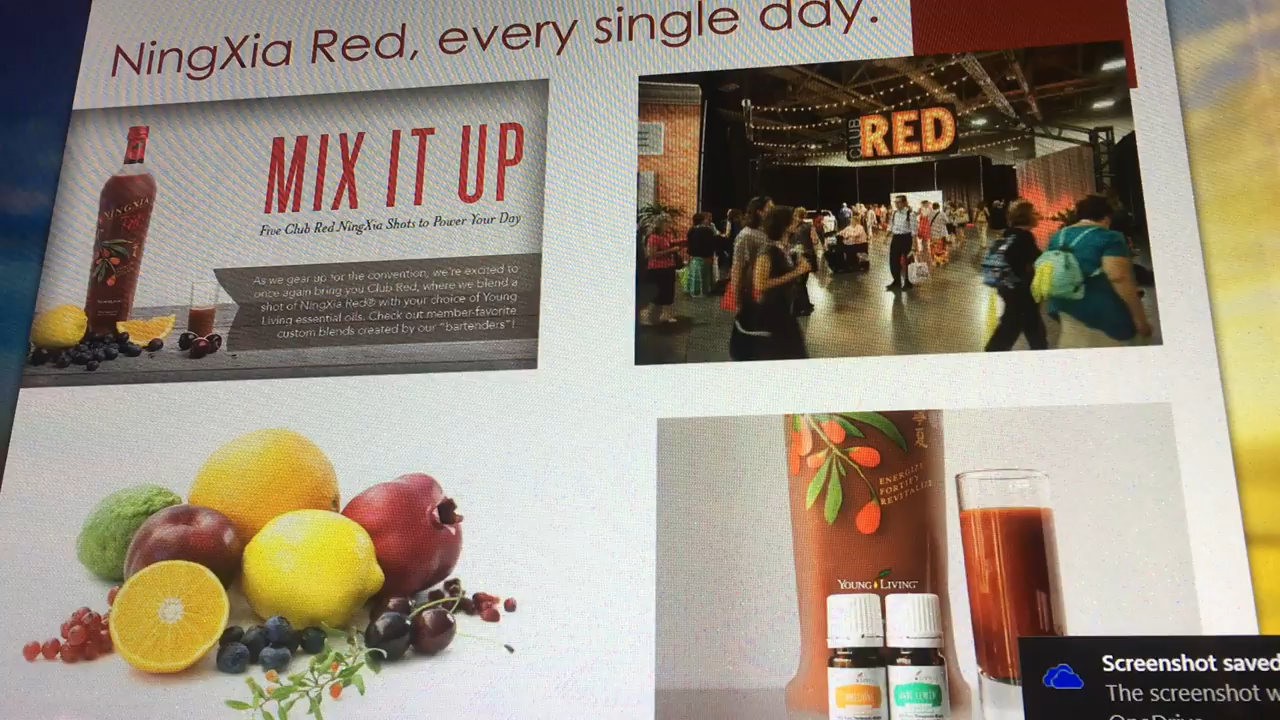 NingXia Red, every single day.
MIX IT UP
Five Club Red NingXia Shots to Power Your Day
As we gear up for the convention, we're excited to
once again bring you Club Red, where we blend a
shot of NingXia Red® with your choice of Young
Living essential oils. Check out member-favorite
custom blends created by our "bartenders"!
NINGXIA
CLUB
RED
ENERGIZE
FORTIFY
REVITALIZE
YOUNG LIVING
Screenshot saved
The screenshot w
OneDrive